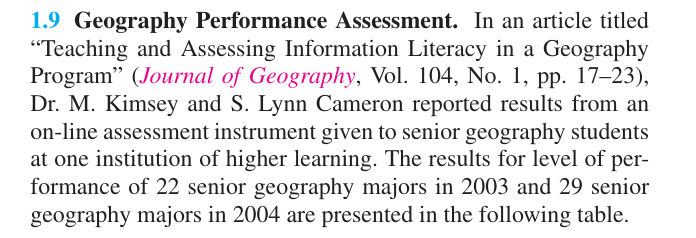 1.9 Geography Performance Assessment. In an article titled
“Teaching and Assessing Information Literacy in a Geography
Program” (Journal of Geography, Vol. 104, No. 1, pp. 17–23),
Dr. M. Kimsey and S. Lynn Cameron reported results from an
on-line assessment instrument given to senior geography students
at one institution of higher learning. The results for level of per-
formance of 22 senior geography majors in 2003 and 29 senior
geography majors in 2004 are presented in the following table.